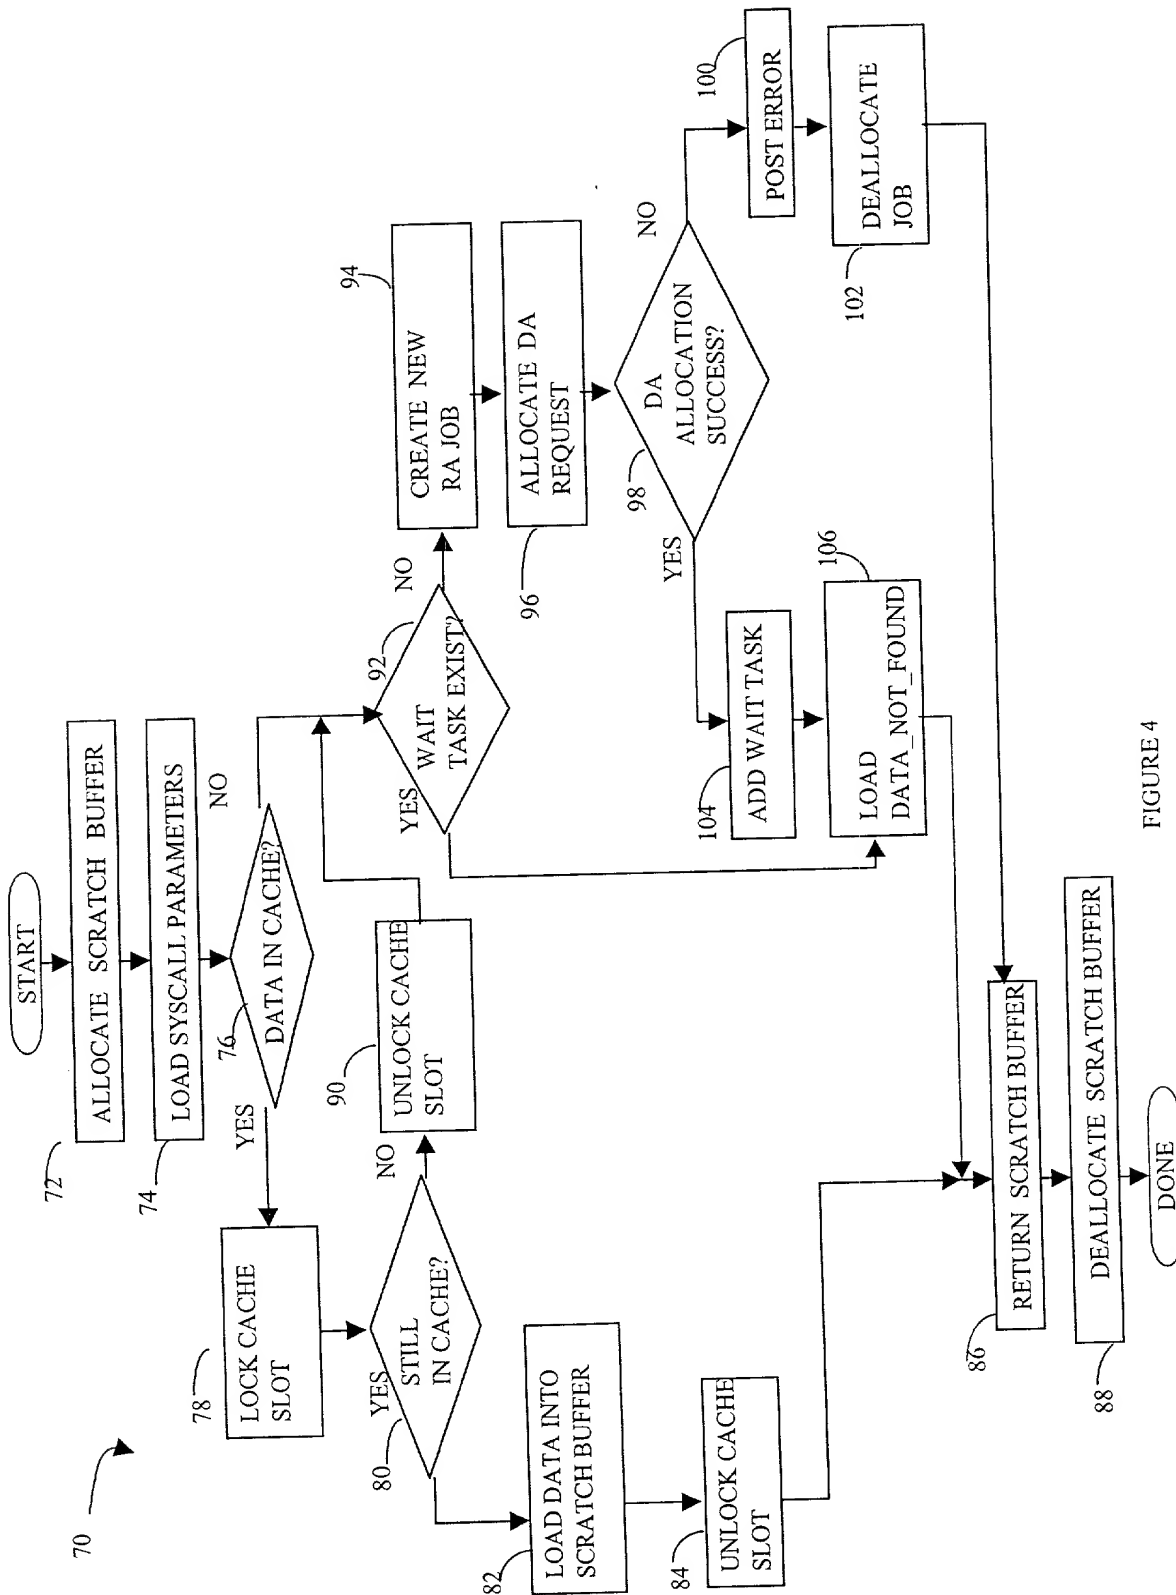 70
START
72
ALLOCATE SCRATCH BUFFER
74
LOAD SYSCALL PARAMETERS
76
DATA IN CACHE?
YES
NO
78
LOCK CACHE
SLOT
80
STILL
IN CACHE?
YES
NO
82
LOAD DATA INTO
SCRATCH BUFFER
84
UNLOCK CACHE
SLOT
90
UNLOCK CACHE
SLOT
92
WAIT
TASK EXIST?
YES
NO
94
CREATE NEW
RA JOB
96
ALLOCATE DA
REQUEST
98
DA
ALLOCATION
SUCCESS?
YES
NO
100
POST ERROR
102
DEALLOCATE
JOB
104
ADD WAIT TASK
106
LOAD
DATA_NOT_FOUND
86
RETURN SCRATCH BUFFER
88
DEALLOCATE SCRATCH BUFFER
DONE
FIGURE 4